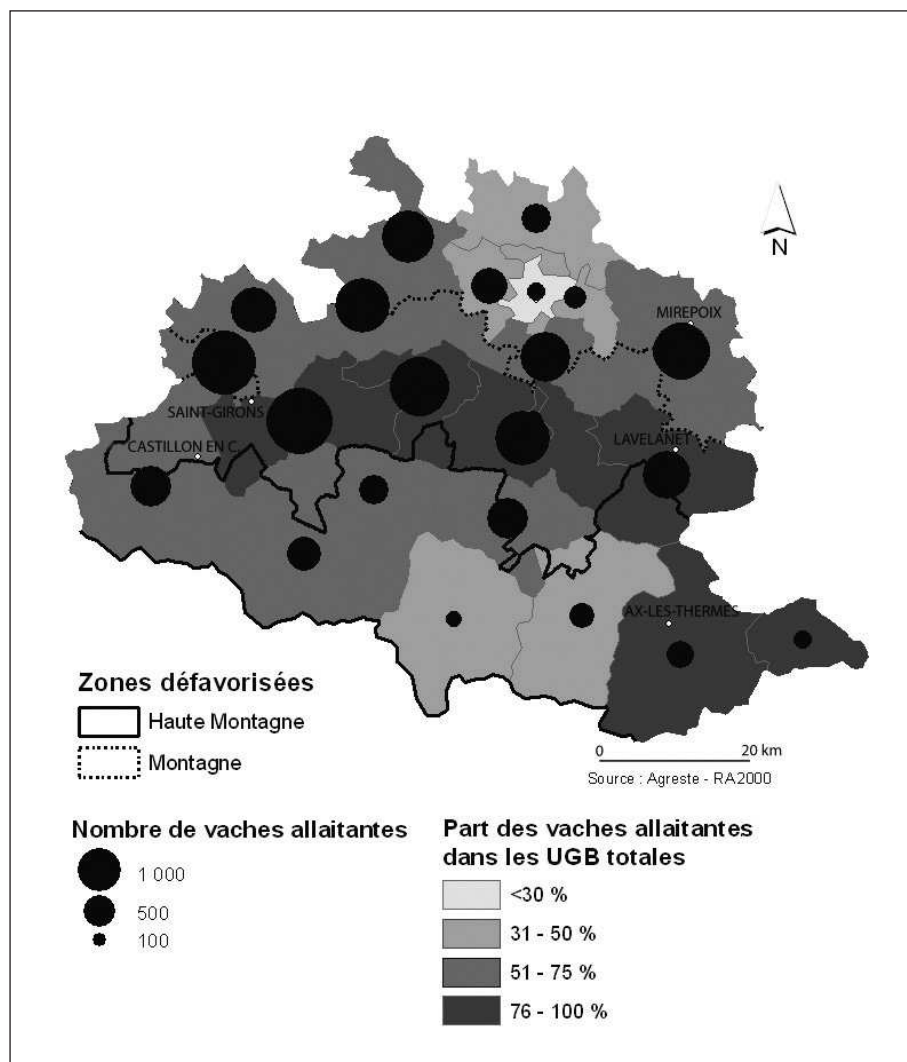 N
MIREPOIX
SAINT-GIRONS
LAVELANET
CASTILLON EN C.
AX-LES-THERMES
Zones défavorisées
Haute Montagne
Montagne
0 20 km
Source : Agreste - RA2000
Nombre de vaches allaitantes
1 000
500
100
Part des vaches allaitantes
dans les UGB totales
<30 %
31 - 50 %
51 - 75 %
76 - 100 %